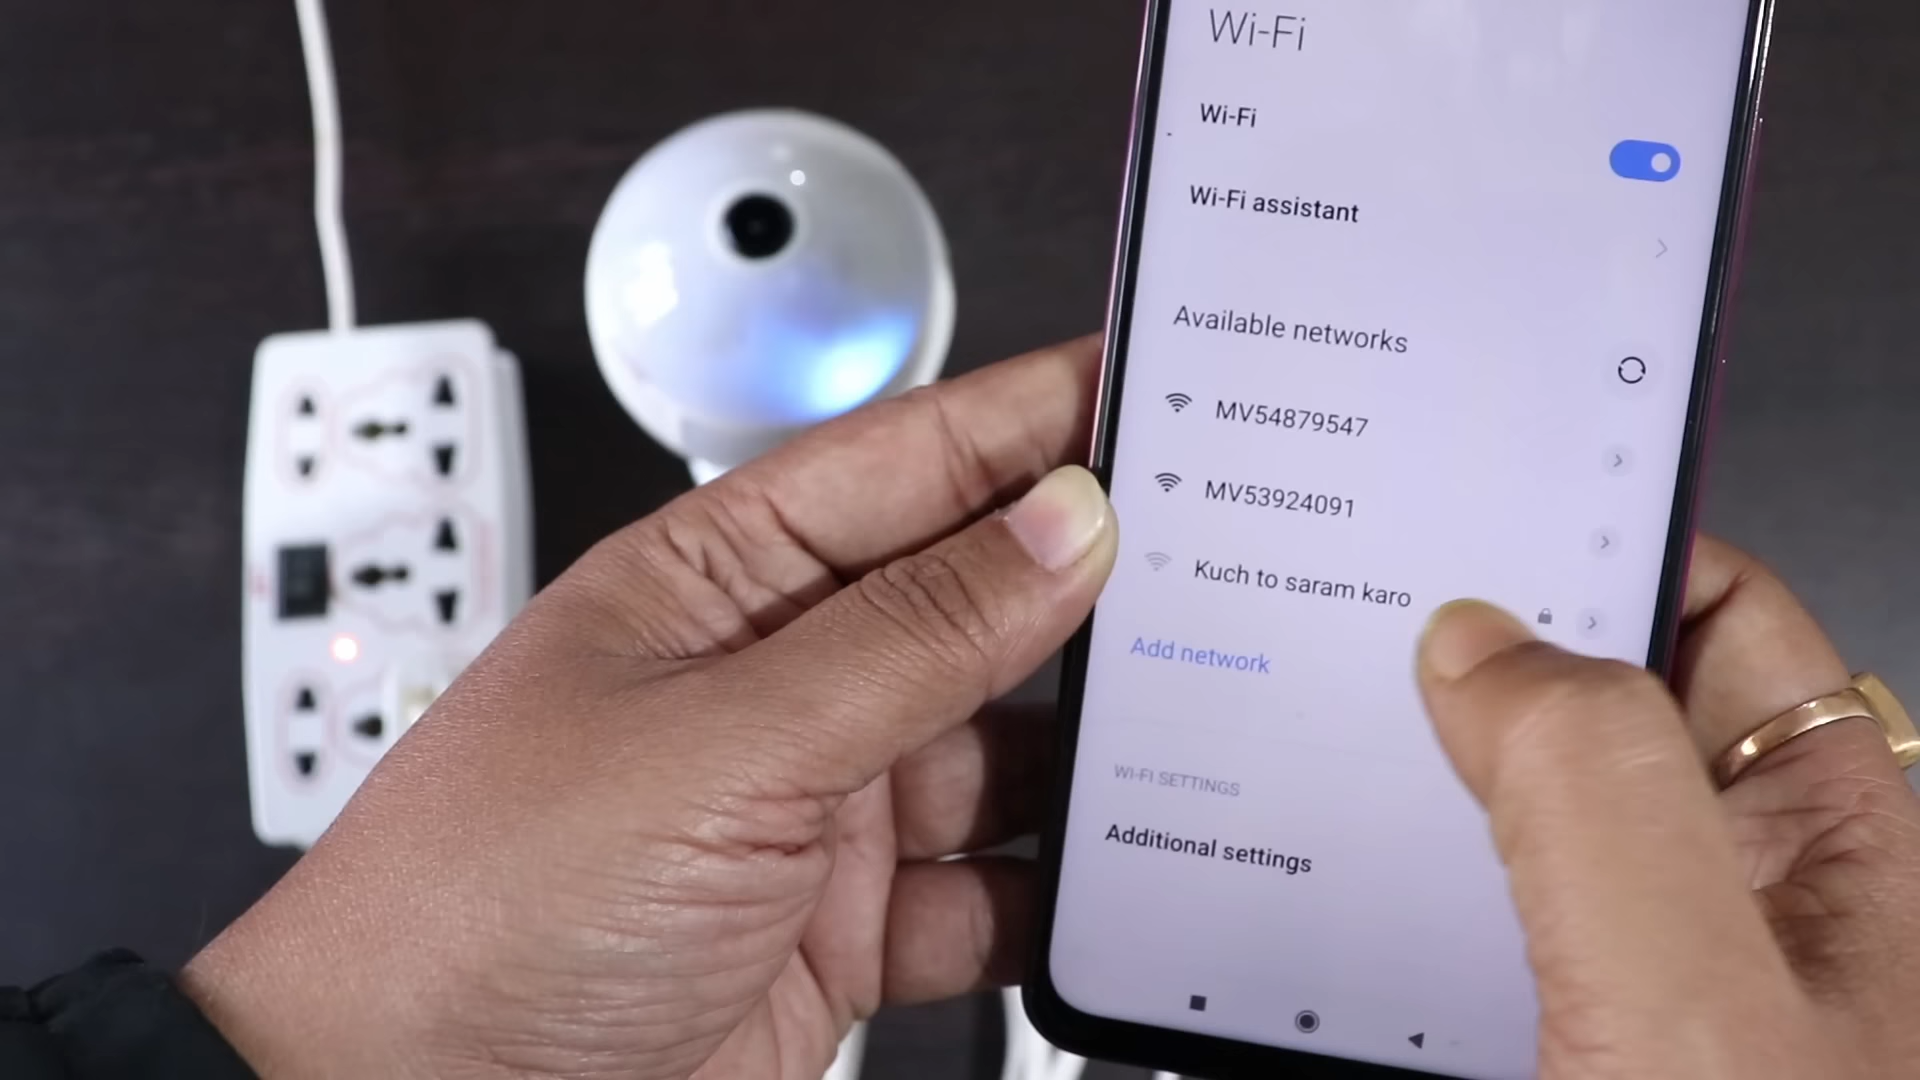 Wi-Fi
Wi-Fi
Wi-Fi assistant
Available networks
MV54879547
MV53924091
Kuch to saram karo
Add network
WI-FI SETTINGS
Additional settings